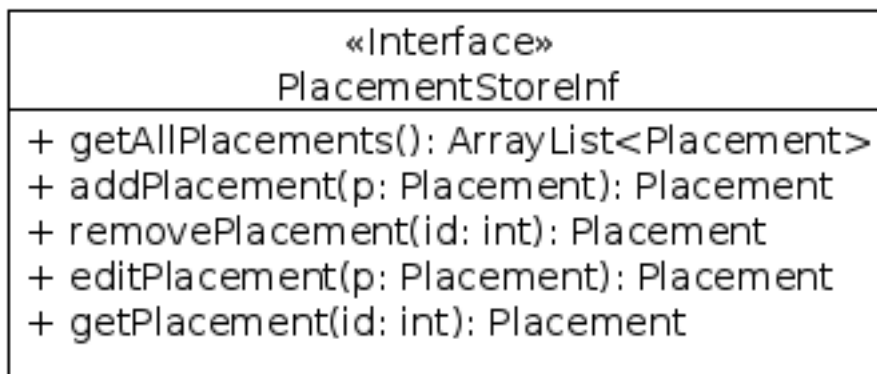 «Interface»
PlacementStoreInf
+ getAllPlacements(): ArrayList<Placement>
+ addPlacement(p: Placement): Placement
+ removePlacement(id: int): Placement
+ editPlacement(p: Placement): Placement
+ getPlacement(id: int): Placement